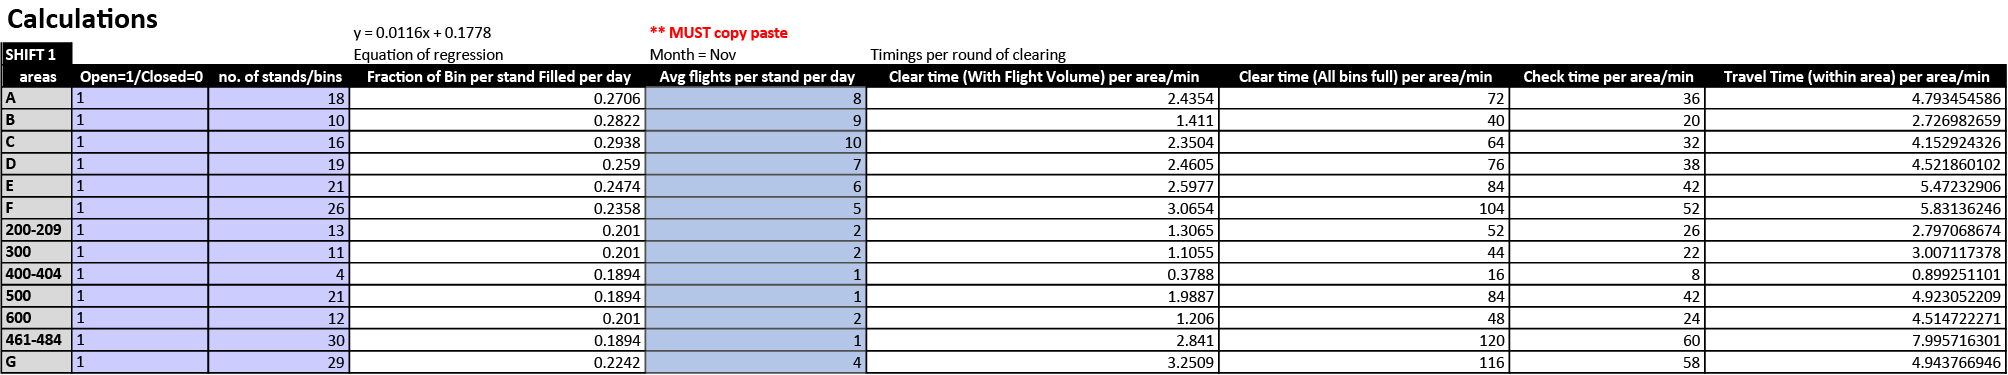 Calculations
y = 0.0116x + 0.1778 ** MUST copy paste
SHIFT 1 Equation of regression Month = Nov Timings per round of clearing
areas Open=1/Closed=0 no. of stands/bins Fraction of Bin per stand Filled per day Avg flights per stand per day Clear time (With Flight Volume) per area/min Clear time (All bins full) per area/min Check time per area/min Travel Time (within area) per area/min
A 1 18 0.2706 8 2.4354 72 36 4.793454586
B 1 10 0.2822 9 1.411 40 20 2.726982659
C 1 16 0.2938 10 2.3504 64 32 4.152924326
D 1 19 0.259 7 2.4605 76 38 4.521860102
E 1 21 0.2474 6 2.5977 84 42 5.47232906
F 1 26 0.2358 5 3.0654 104 52 5.83136246
200-209 1 13 0.201 2 1.3065 52 26 2.797068674
300 1 11 0.201 2 1.1055 44 22 3.007117378
400-404 1 4 0.1894 1 0.3788 16 8 0.899251101
500 1 21 0.1894 1 1.9887 84 42 4.923052209
600 1 12 0.201 2 1.206 48 24 4.514722271
461-484 1 30 0.1894 1 2.841 120 60 7.995716301
G 1 29 0.2242 4 3.2509 116 58 4.943766946